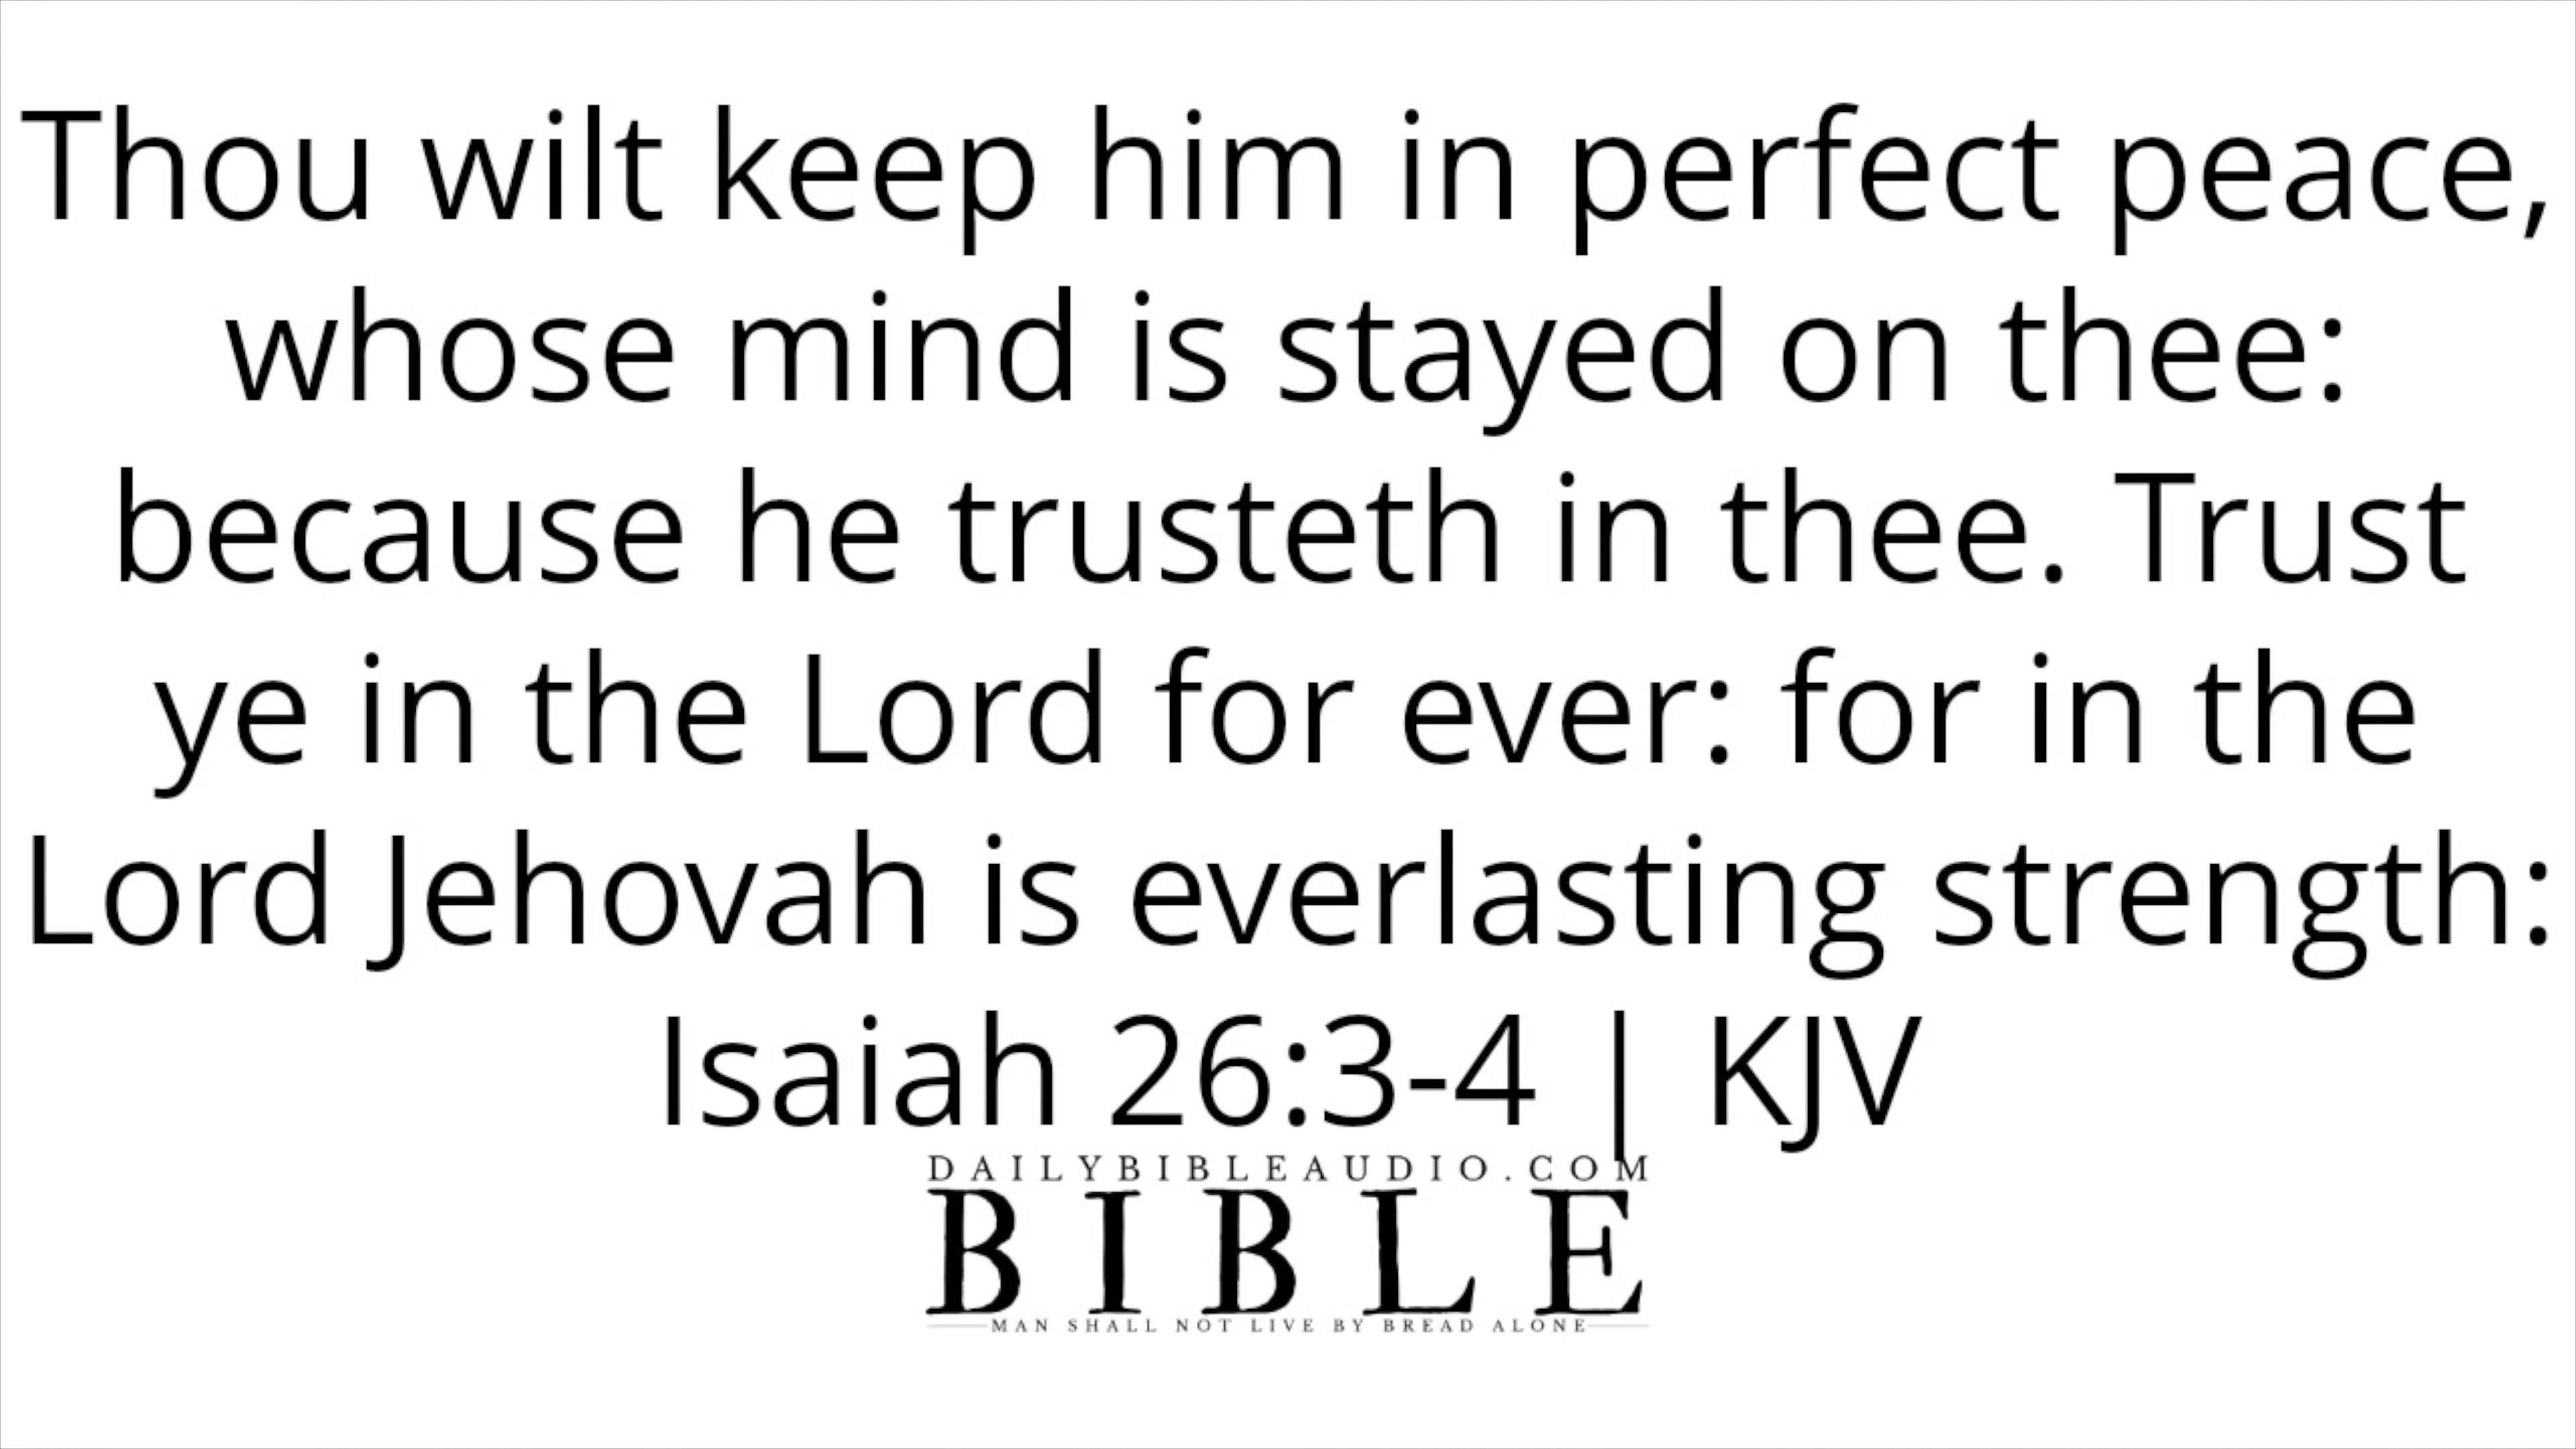 Thou wilt keep him in perfect peace,
whose mind is stayed on thee:
because he trusteth in thee. Trust
ye in the Lord for ever: for in the
Lord Jehovah is everlasting strength:
Isaiah 26:3-4 | KJV
DAILYBIBLEAUDIO.COM
BIBLE
MAN SHALL NOT LIVE BY BREAD ALONE